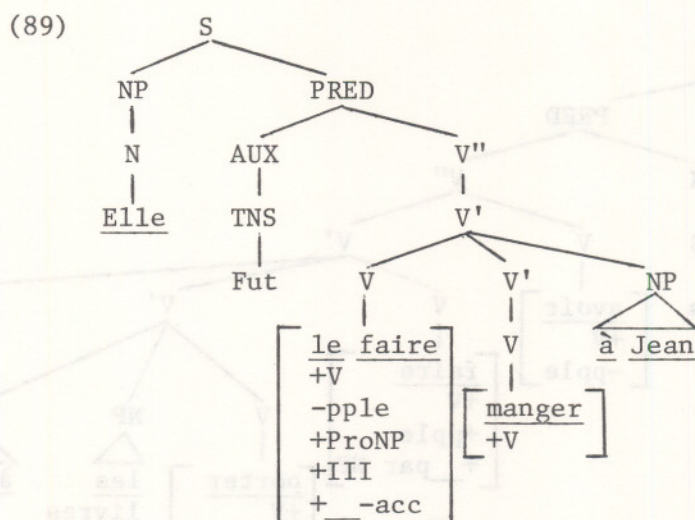 (89) S
NP PRED
N AUX V"
Elle TNS V'
Fut V V' NP
le faire V à Jean
+V
-pple manger
+ProNP +V
+III
+__-acc